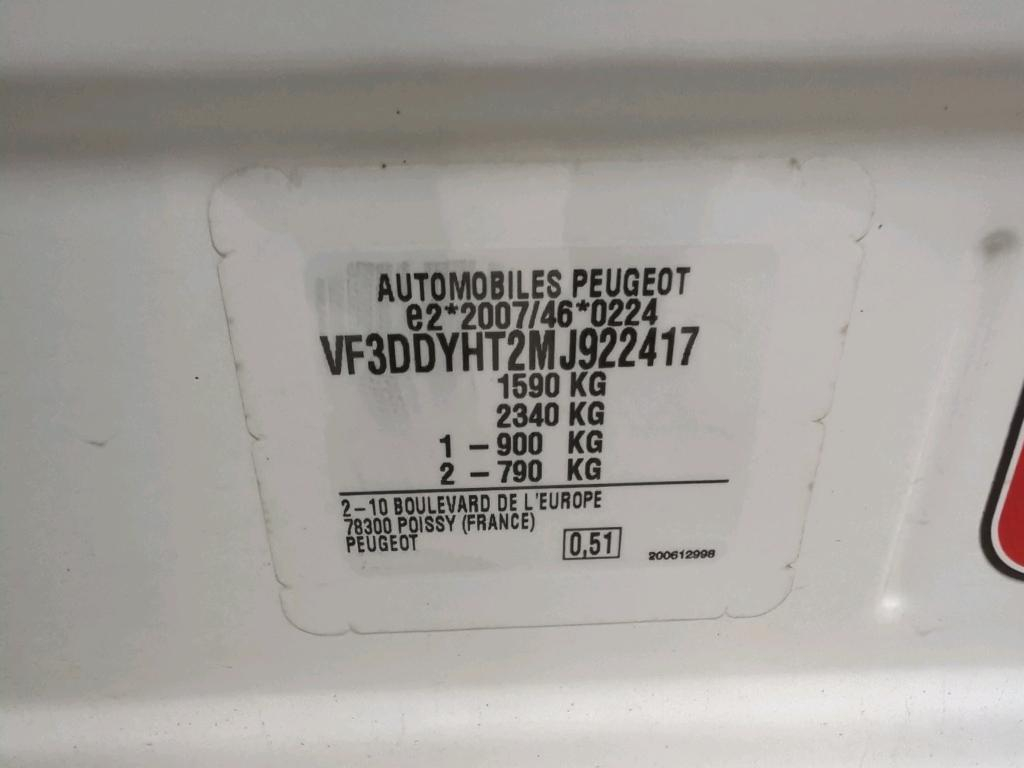 AUTOMOBILES PEUGEOT
e2*2007/46*0224
VF3DDYHT2MJ922417
1590 KG
2340 KG
1 – 900 KG
2 – 790 KG
2–10 BOULEVARD DE L'EUROPE
78300 POISSY (FRANCE)
PEUGEOT
0,51
200612998